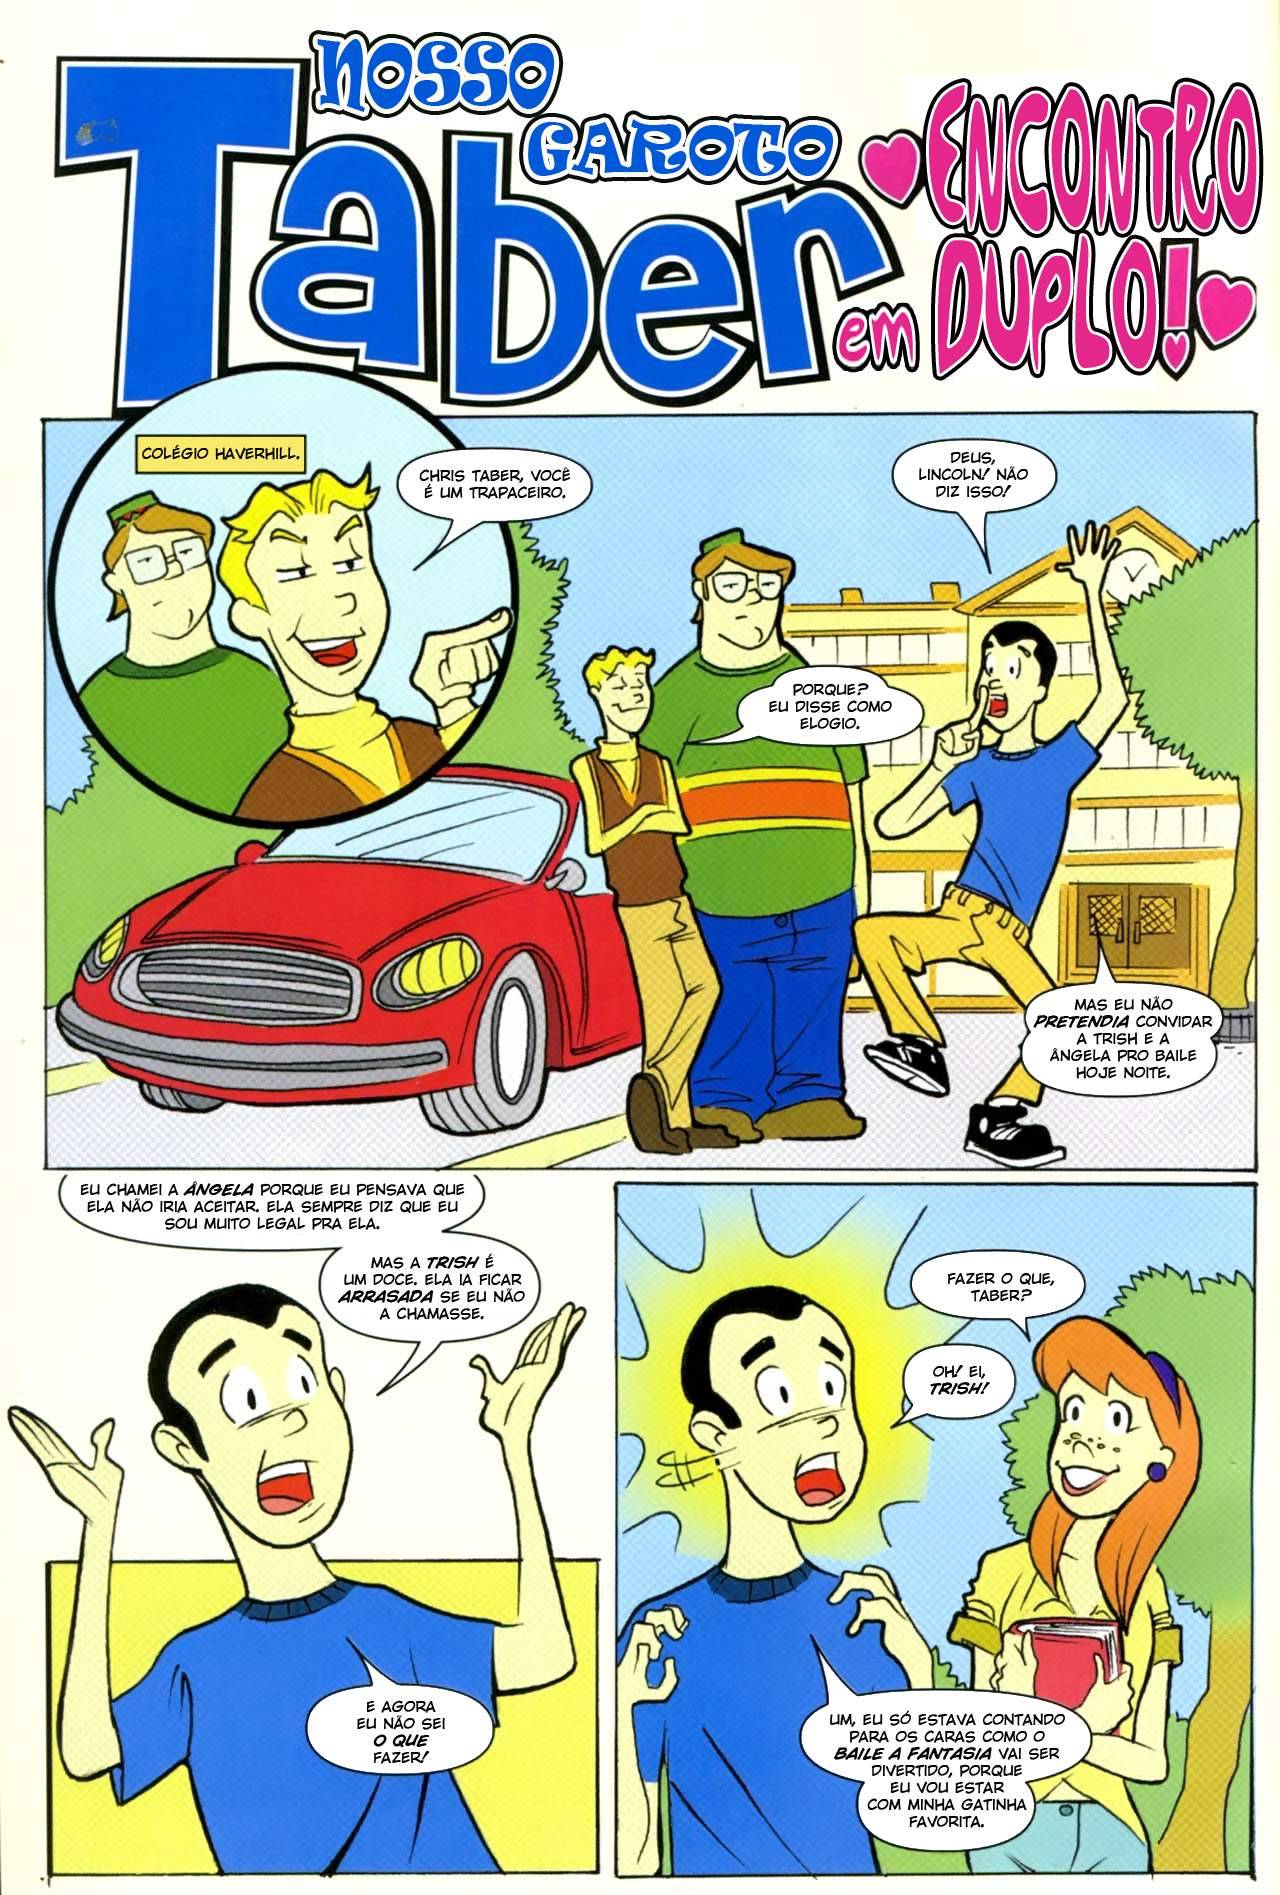 NOSSO
GAROTO
Taber
em
ENCONTRO
DUPLO!
COLÉGIO HAVERHILL.
CHRIS TABER, VOCÊ
É UM TRAPACEIRO.
DEUS,
LINCOLN! NÃO
DIZ ISSO!
PORQUE?
EU DISSE COMO
ELOGIO.
MAS EU NÃO
PRETENDIA CONVIDAR
A TRISH E A
ÂNGELA PRO BAILE
HOJE NOITE.
EU CHAMEI A ÂNGELA PORQUE EU PENSAVA QUE
ELA NÃO IRIA ACEITAR. ELA SEMPRE DIZ QUE EU
SOU MUITO LEGAL PRA ELA.
MAS A TRISH É
UM DOCE. ELA IA FICAR
ARRASADA SE EU NÃO
A CHAMASSE.
E AGORA
EU NÃO SEI
O QUE
FAZER!
FAZER O QUE,
TABER?
OH! EI,
TRISH!
UM, EU SÓ ESTAVA CONTANDO
PARA OS CARAS COMO O
BAILE A FANTASIA VAI SER
DIVERTIDO, PORQUE
EU VOU ESTAR
COM MINHA GATINHA
FAVORITA.